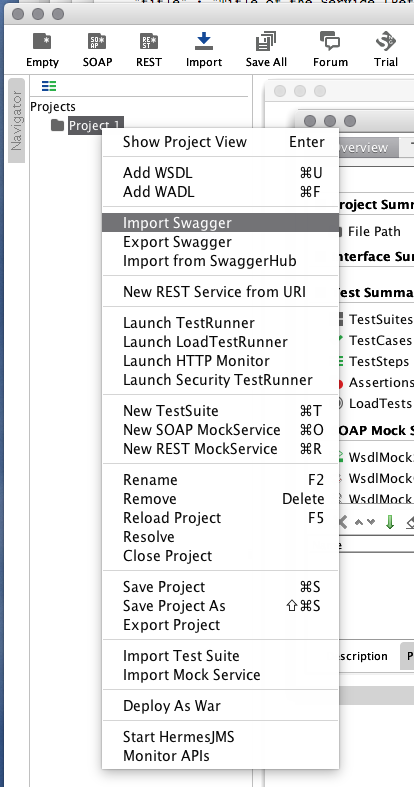 Empty SOAP REST Import Save All Forum Trial
Navigator
Projects
Project 1
Show Project View Enter
Add WSDL ⌘U
Add WADL ⌘F
Import Swagger
Export Swagger
Import from SwaggerHub
New REST Service from URI
Launch TestRunner
Launch LoadTestRunner
Launch HTTP Monitor
Launch Security TestRunner
New TestSuite ⌘T
New SOAP MockService ⌘O
New REST MockService ⌘R
Rename F2
Remove Delete
Reload Project F5
Resolve
Close Project
Save Project ⌘S
Save Project As ⇧⌘S
Export Project
Import Test Suite
Import Mock Service
Deploy As War
Start HermesJMS
Monitor APIs
Overview
roject Summ
File Path
nterface Sum
est Summa
TestSuites
TestCases
TestSteps
Assertions
LoadTests
OAP Mock S
WsdlMock
WsdlMock
WsdlMock
scription P